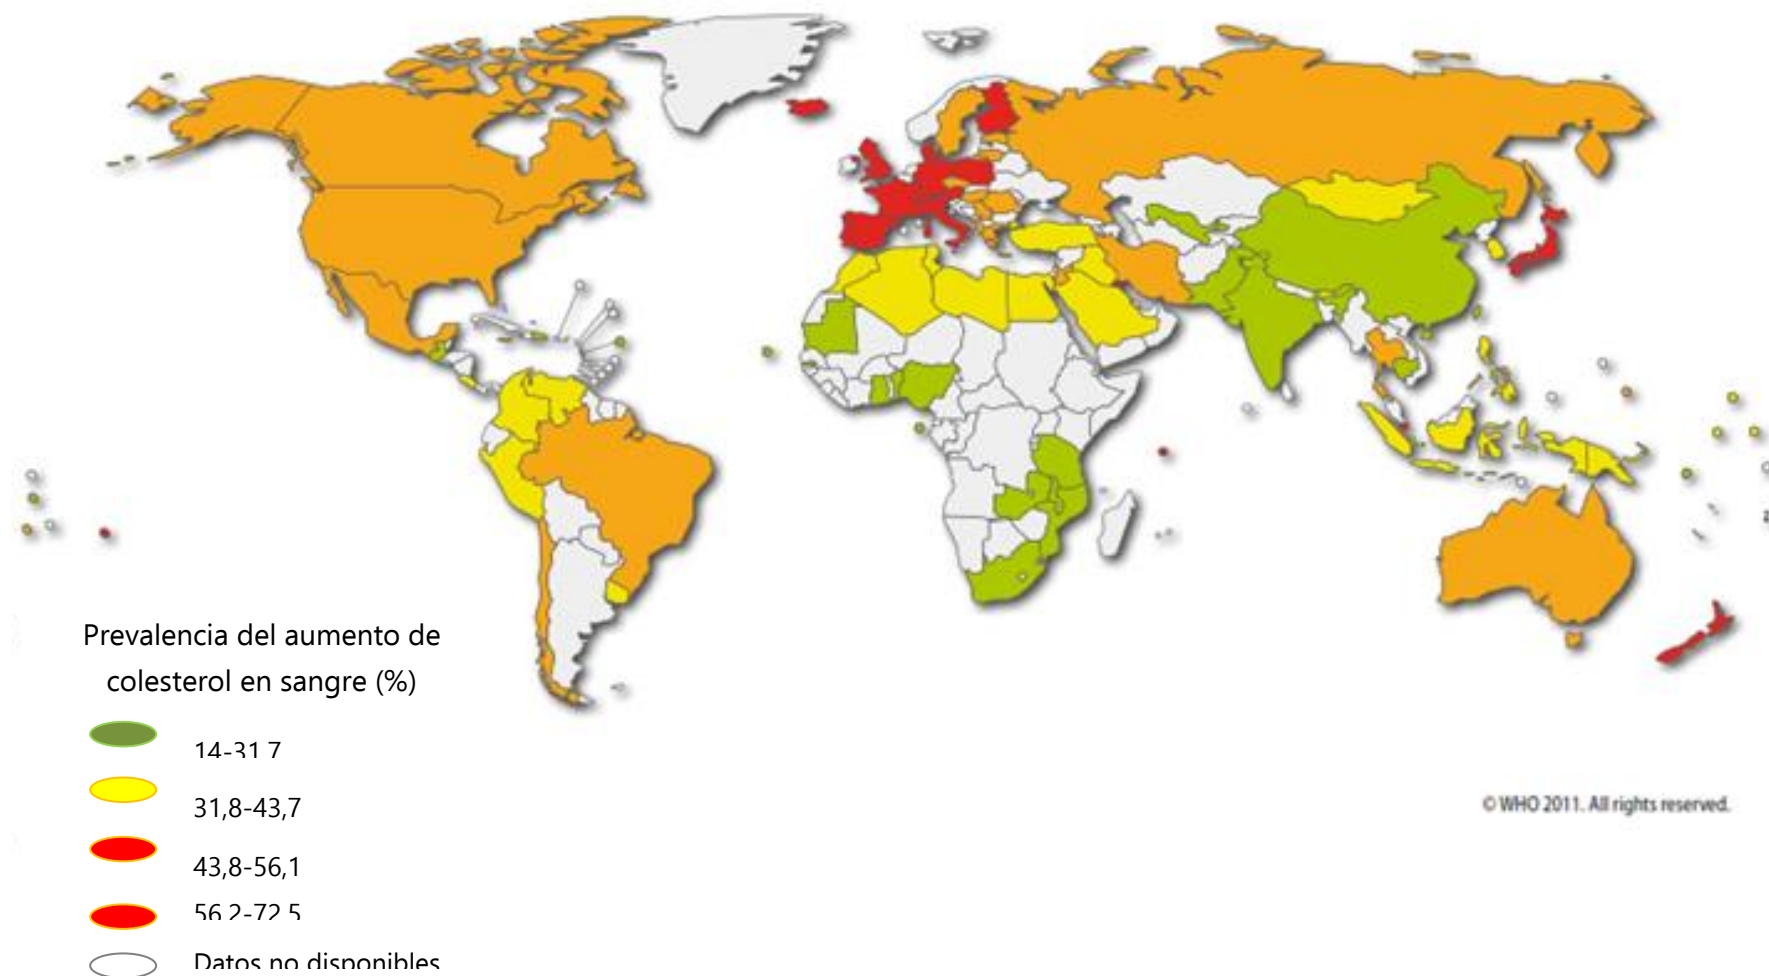 Prevalencia del aumento de
colesterol en sangre (%)
14-31,7
31,8-43,7
43,8-56,1
56,2-72,5
Datos no disponibles
© WHO 2011. All rights reserved.